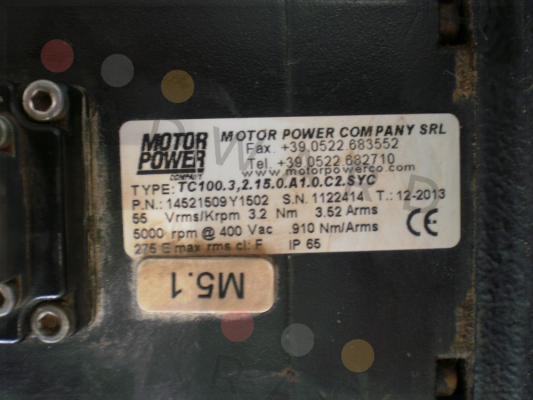 MOTOR POWER COMPANY
MOTOR POWER COMPANY SRL
Fax. +39.0522.683552
Tel. +39.0522.682710
www.motorpowerco.com
TYPE: TC100.3,2.15.0.A1.0.C2.SYC
P.N.: 14521509Y1502 S.N. 1122414 T.: 12-2013
55 Vrms/Krpm 3.2 Nm 3.52 Arms
5000 rpm @ 400 Vac .910 Nm/Arms
275 E max rms cl: F IP 65
CE
M5.1